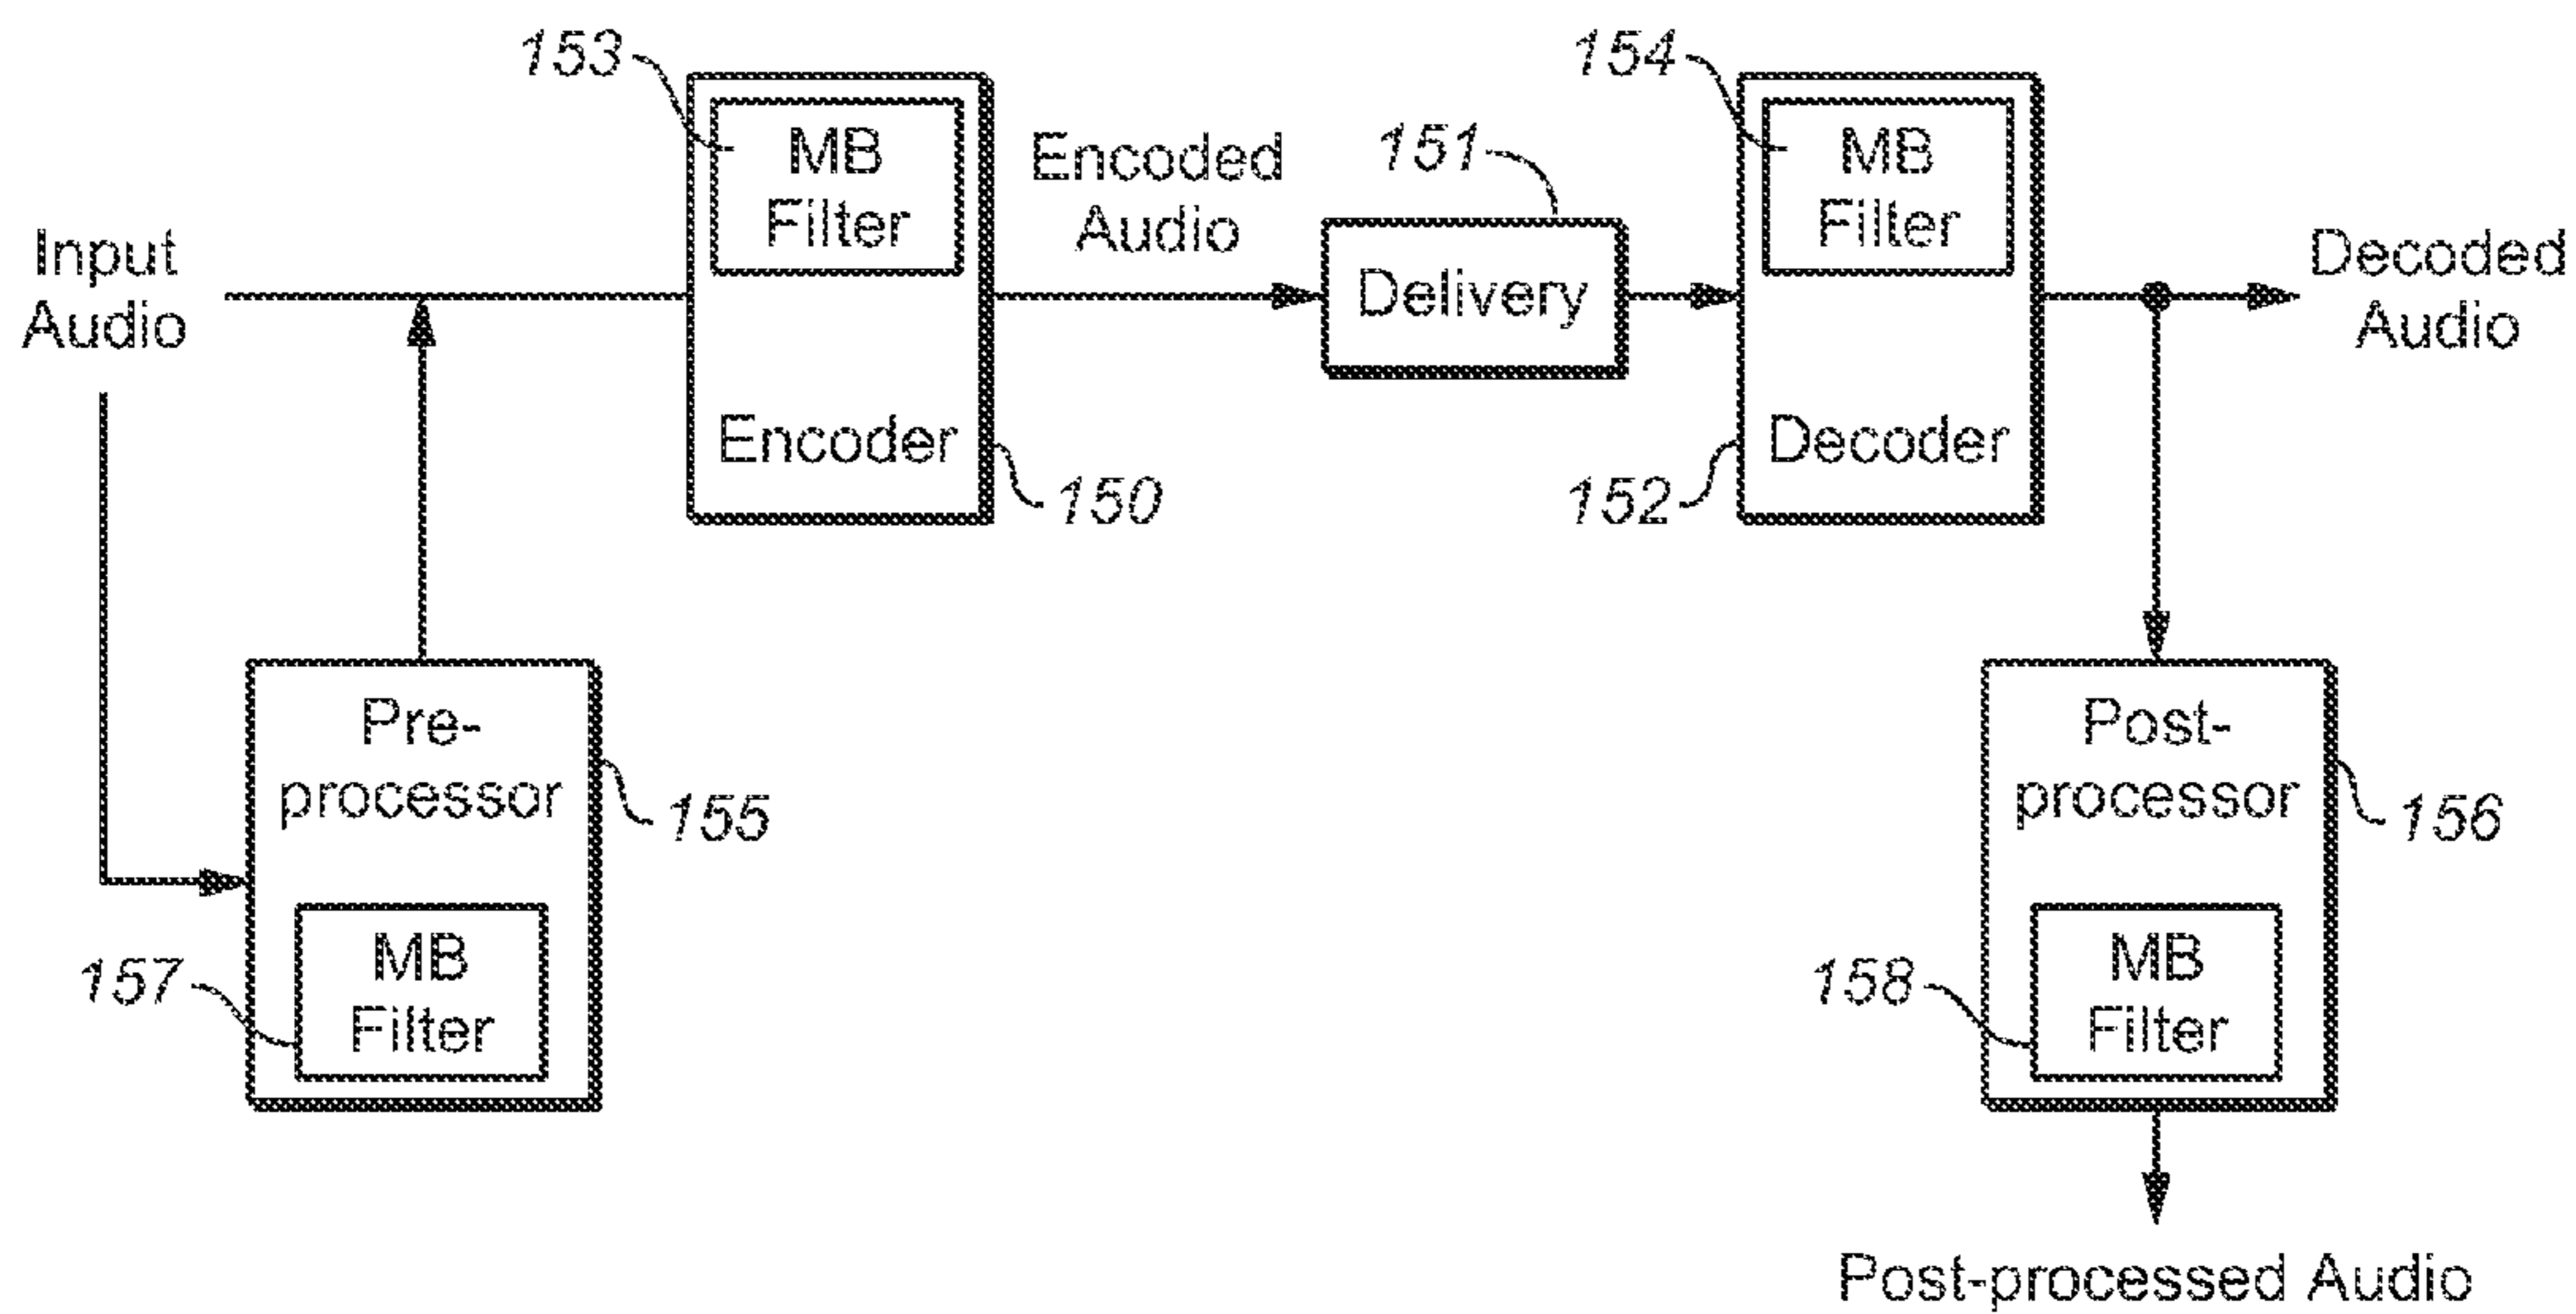 153
MB
Filter
Encoder
150
Input
Audio
Encoded
Audio
151
Delivery
154
MB
Filter
Decoder
152
Decoded
Audio
Pre-
processor
155
MB
Filter
157
Post-
processor
156
MB
Filter
158
Post-processed Audio